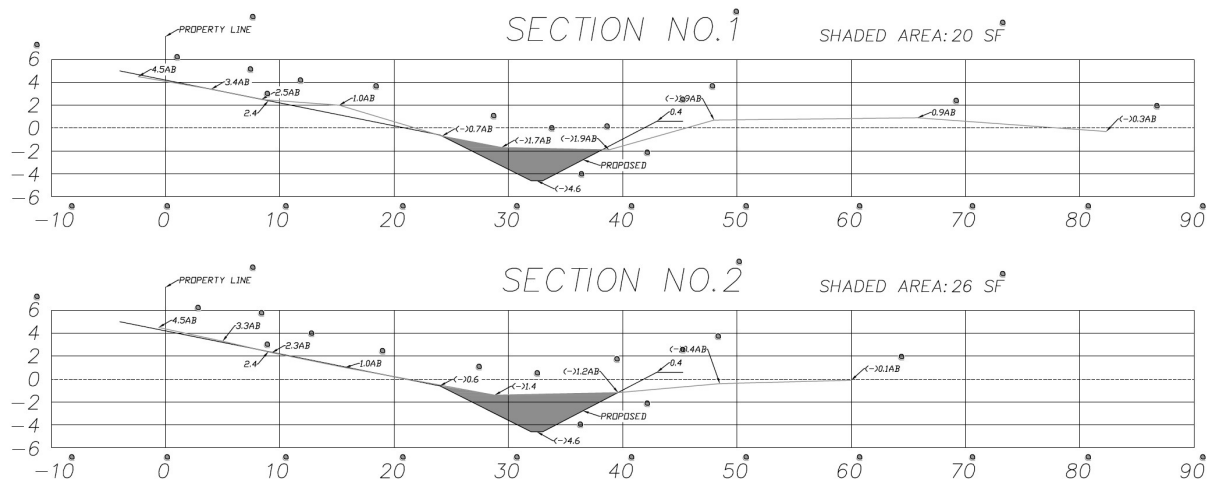 SECTION NO.1
SHADED AREA: 20 SF
PROPERTY LINE
6
4.5AB
4
3.4AB
2.5AB
1.0AB
0.4
2
2.4
0.9AB
(-)0.3AB
0
(-)0.7AB
(-)1.7AB
(-)1.9AB
-2
PROPOSED
-4
(-)4.6
-6
-10 0 10 20 30 40 50 60 70 80 90
SECTION NO.2
SHADED AREA: 26 SF
PROPERTY LINE
6
4.5AB
4
3.3AB
2.3AB
2
2.4
1.0AB
0.4
(-)0.1AB
0
(-)0.6
(-)1.4
(-)1.2AB
-2
PROPOSED
-4
(-)4.6
-6
-10 0 10 20 30 40 50 60 70 80 90